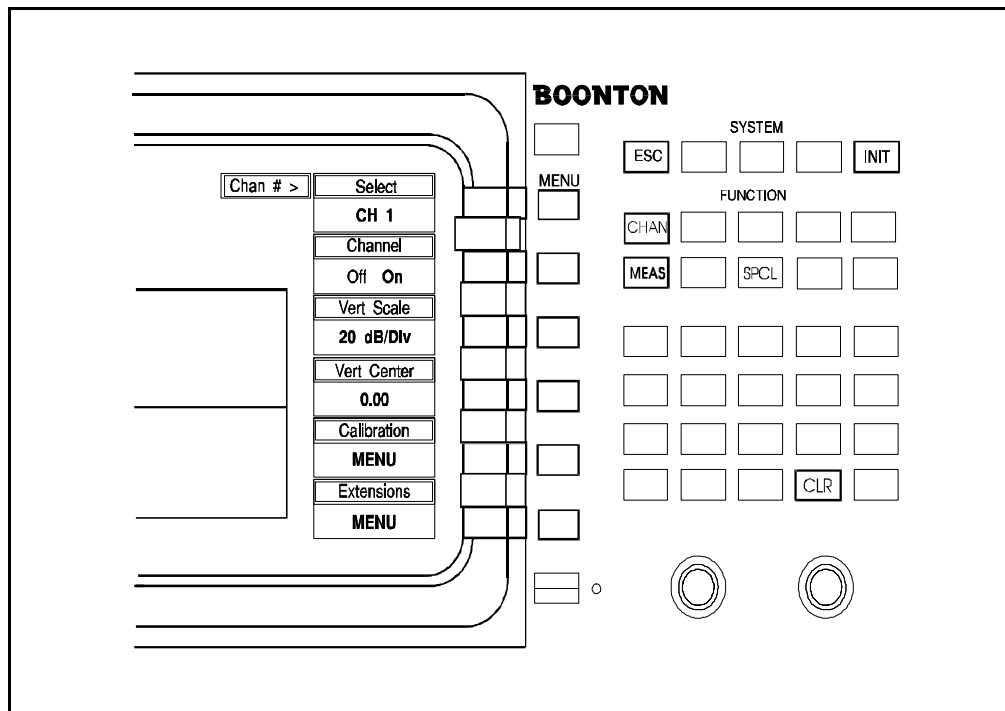 BOONTON
SYSTEM
ESC
INIT
MENU
FUNCTION
CHAN
MEAS
SPCL
CLR
Chan # >
Select
CH 1
Channel
Off On
Vert Scale
20 dB/Div
Vert Center
0.00
Calibration
MENU
Extensions
MENU